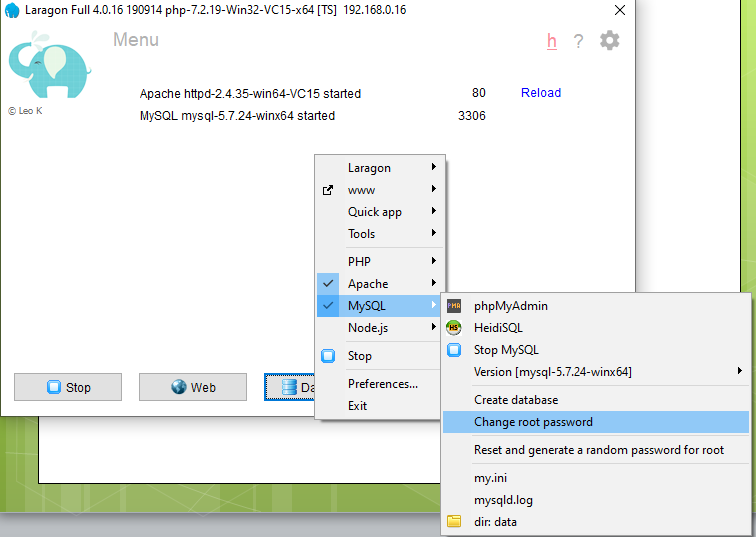 Laragon Full 4.0.16 190914 php-7.2.19-Win32-VC15-x64 [TS] 192.168.0.16
Menu
h ?
© Leo K
Apache httpd-2.4.35-win64-VC15 started 80 Reload
MySQL mysql-5.7.24-winx64 started 3306
Laragon
www
Quick app
Tools
PHP
Apache
MySQL
Node.js
Stop
Preferences...
Exit
PMA phpMyAdmin
HS HeidiSQL
Stop MySQL
Version [mysql-5.7.24-winx64]
Create database
Change root password
Reset and generate a random password for root
my.ini
mysqld.log
dir: data
Stop
Web
Da